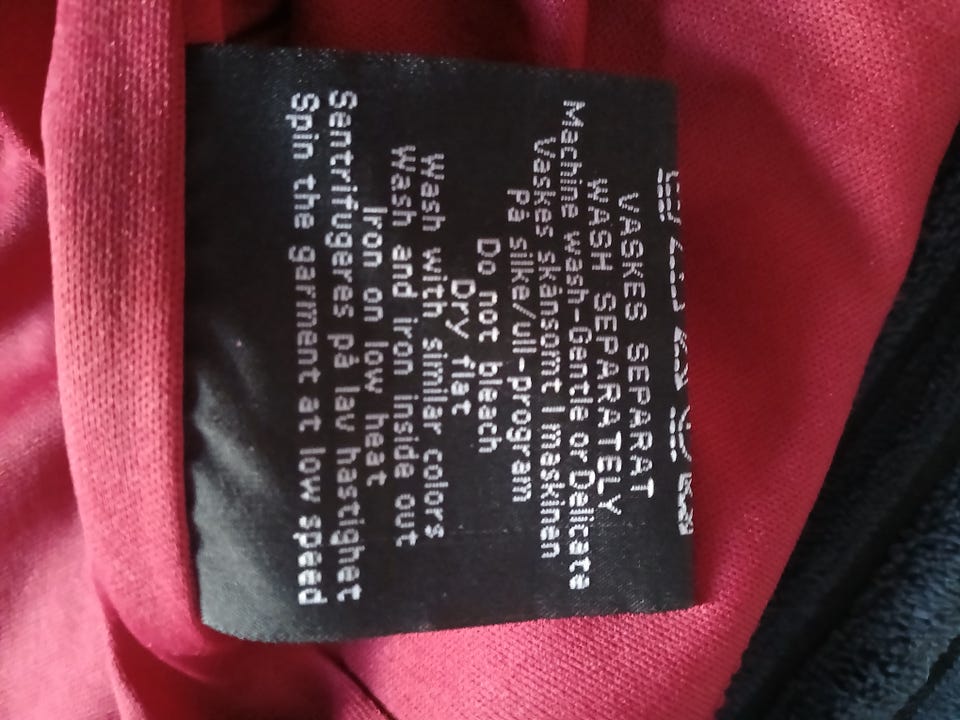 VASKES SEPARAT
WASH SEPARATELY
Machine wash-Gentle or Delicate
Vaskes skånsomt I maskinen
På silke/ull-program
Do not bleach
Dry flat
Wash with similar colors
Wash and iron inside out
Iron on low heat
Sentrifugeres på lav hastighet
Spin the garment at low speed